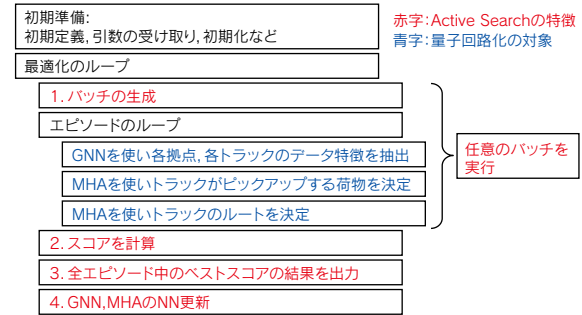 初期準備:
初期定義,引数の受け取り,初期化など
赤字:Active Searchの特徴
青字:量子回路化の対象
最適化のループ
1.バッチの生成
エピソードのループ
GNNを使い各拠点,各トラックのデータ特徴を抽出
MHAを使いトラックがピックアップする荷物を決定
MHAを使いトラックのルートを決定
任意のバッチを
実行
2.スコアを計算
3.全エピソード中のベストスコアの結果を出力
4.GNN,MHAのNN更新